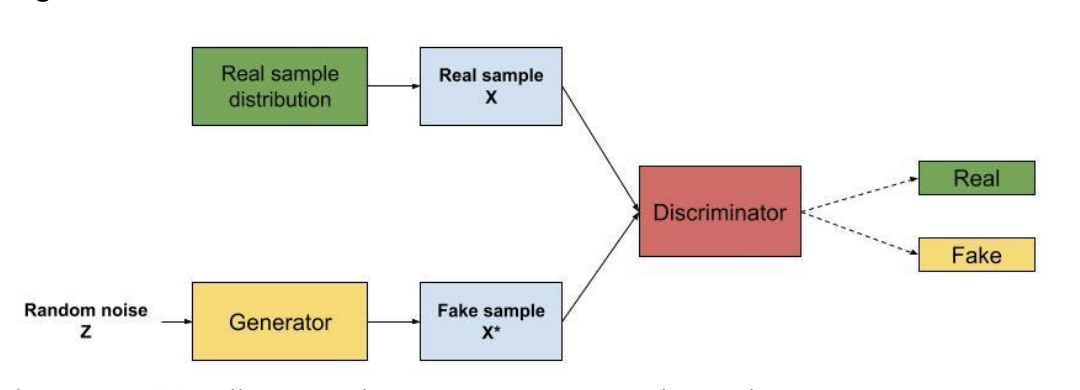 Real sample
distribution
Real sample
X
Discriminator
Real
Fake
Random noise
Z
Generator
Fake sample
X*